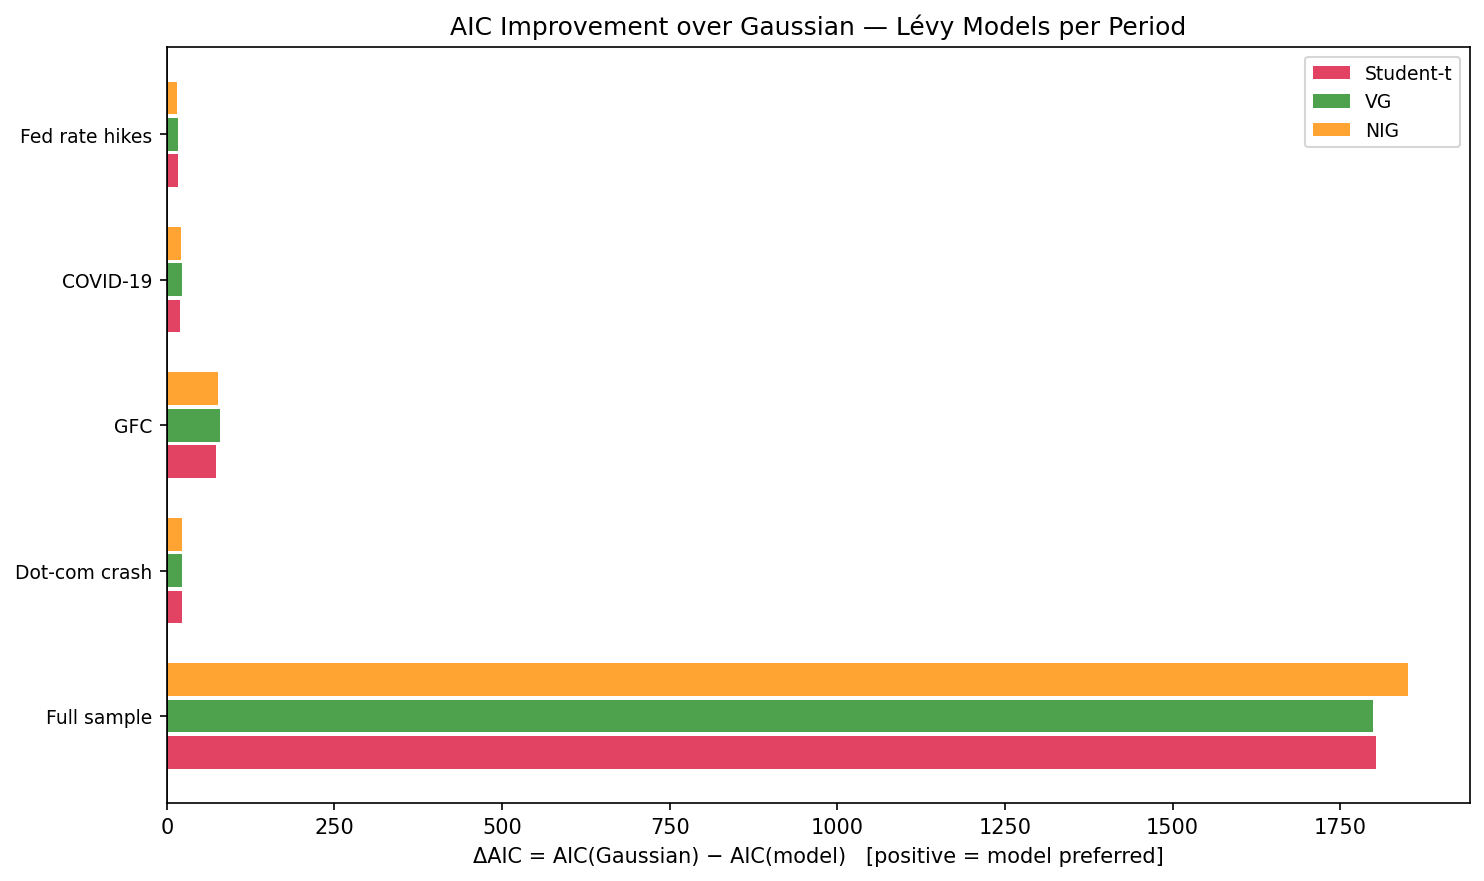 AIC Improvement over Gaussian — Lévy Models per Period
Student-t
VG
NIG
Fed rate hikes
COVID-19
GFC
Dot-com crash
Full sample
0 250 500 750 1000 1250 1500 1750
ΔAIC = AIC(Gaussian) − AIC(model)   [positive = model preferred]